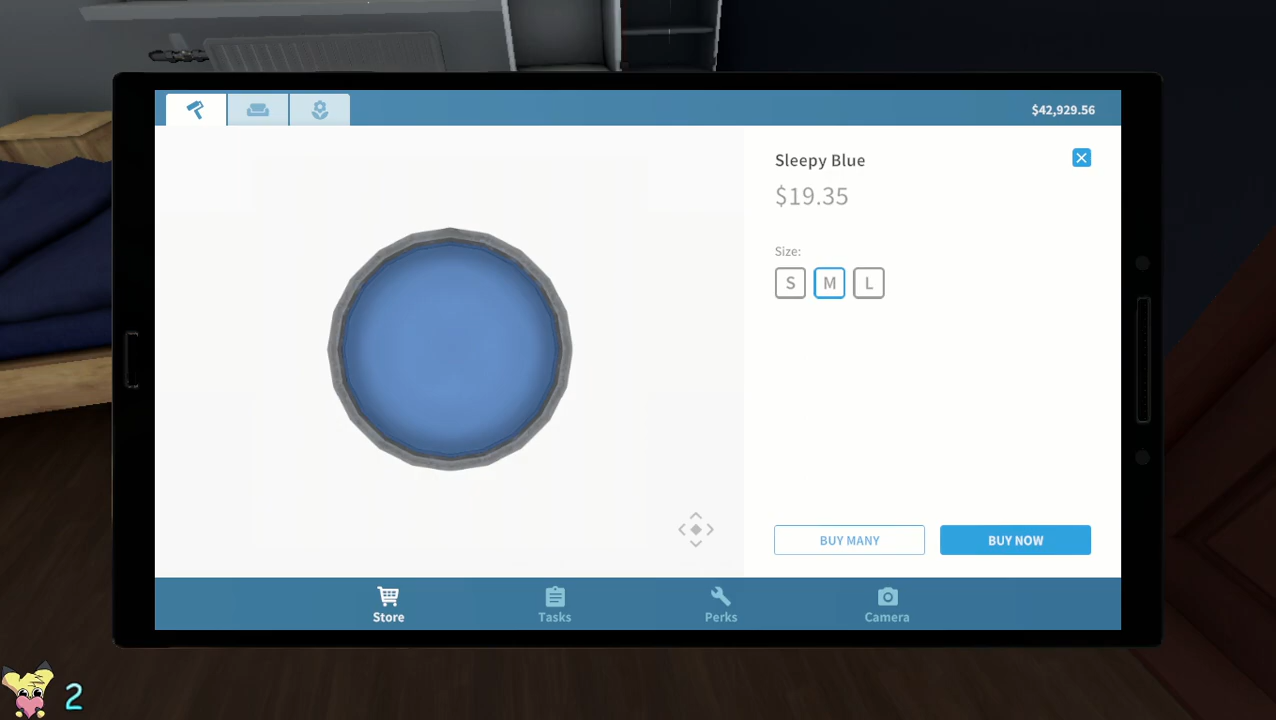 $42,929.56
Sleepy Blue
$19.35
Size:
S M L
BUY MANY BUY NOW
Store Tasks Perks Camera
2